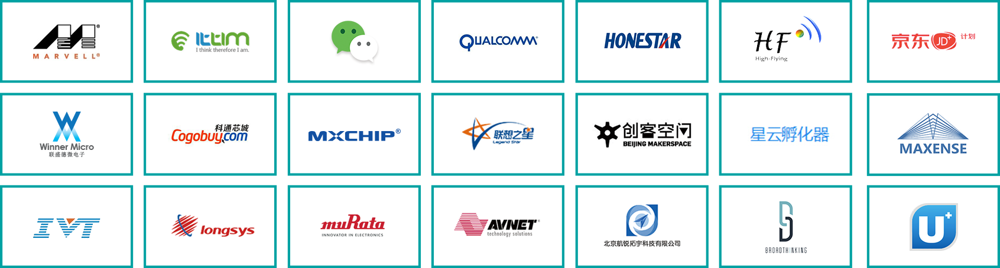 MARVELL®
ittim
I think therefore I am.
QUALCOMM®
HONESTAR
HF
High-Flying
京东JD+计划
Winner Micro
联盛德微电子
科通芯城
Cogobuy.com
MXCHIP®
联想之星
Legend Star
创客空间
BEIJING MAKERSPACE
星云孵化器
MAXENSE
IVT
longsys
muRata
INNOVATOR IN ELECTRONICS
AVNET®
technology solutions
北京航锐拓宇科技有限公司
BROADTHINKING
U+